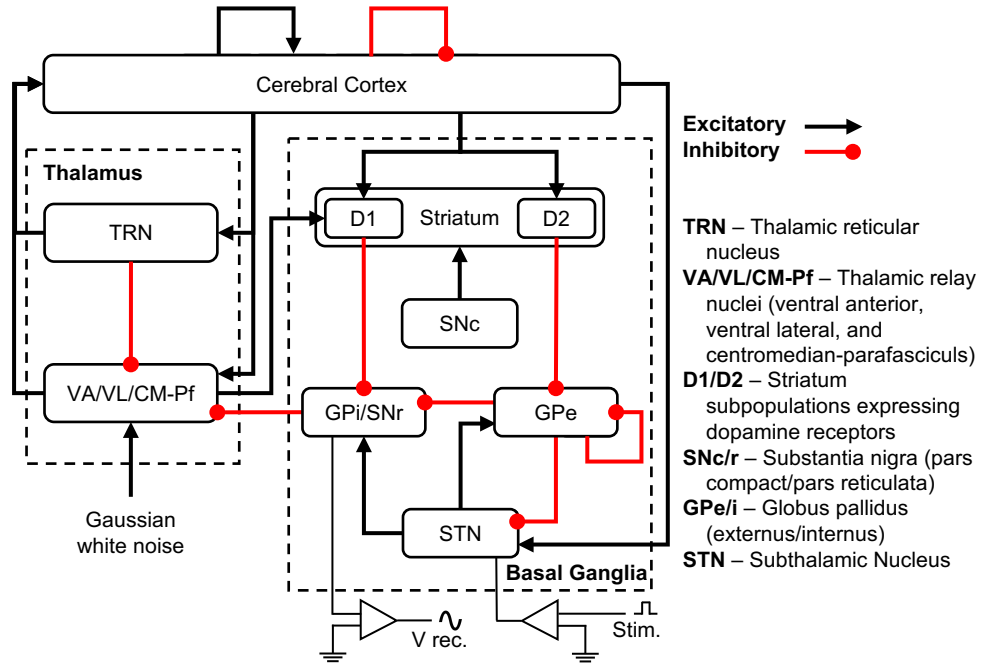 Cerebral Cortex
Excitatory
Inhibitory
Thalamus
TRN
D1
Striatum
D2
SNc
VA/VL/CM-Pf
GPi/SNr
GPe
Gaussian
white noise
STN
Basal Ganglia
V rec.
Stim.
TRN – Thalamic reticular
nucleus
VA/VL/CM-Pf – Thalamic relay
nuclei (ventral anterior,
ventral lateral, and
centromedian-parafasciculs)
D1/D2 – Striatum
subpopulations expressing
dopamine receptors
SNc/r – Substantia nigra (pars
compact/pars reticulata)
GPe/i – Globus pallidus
(externus/internus)
STN – Subthalamic Nucleus